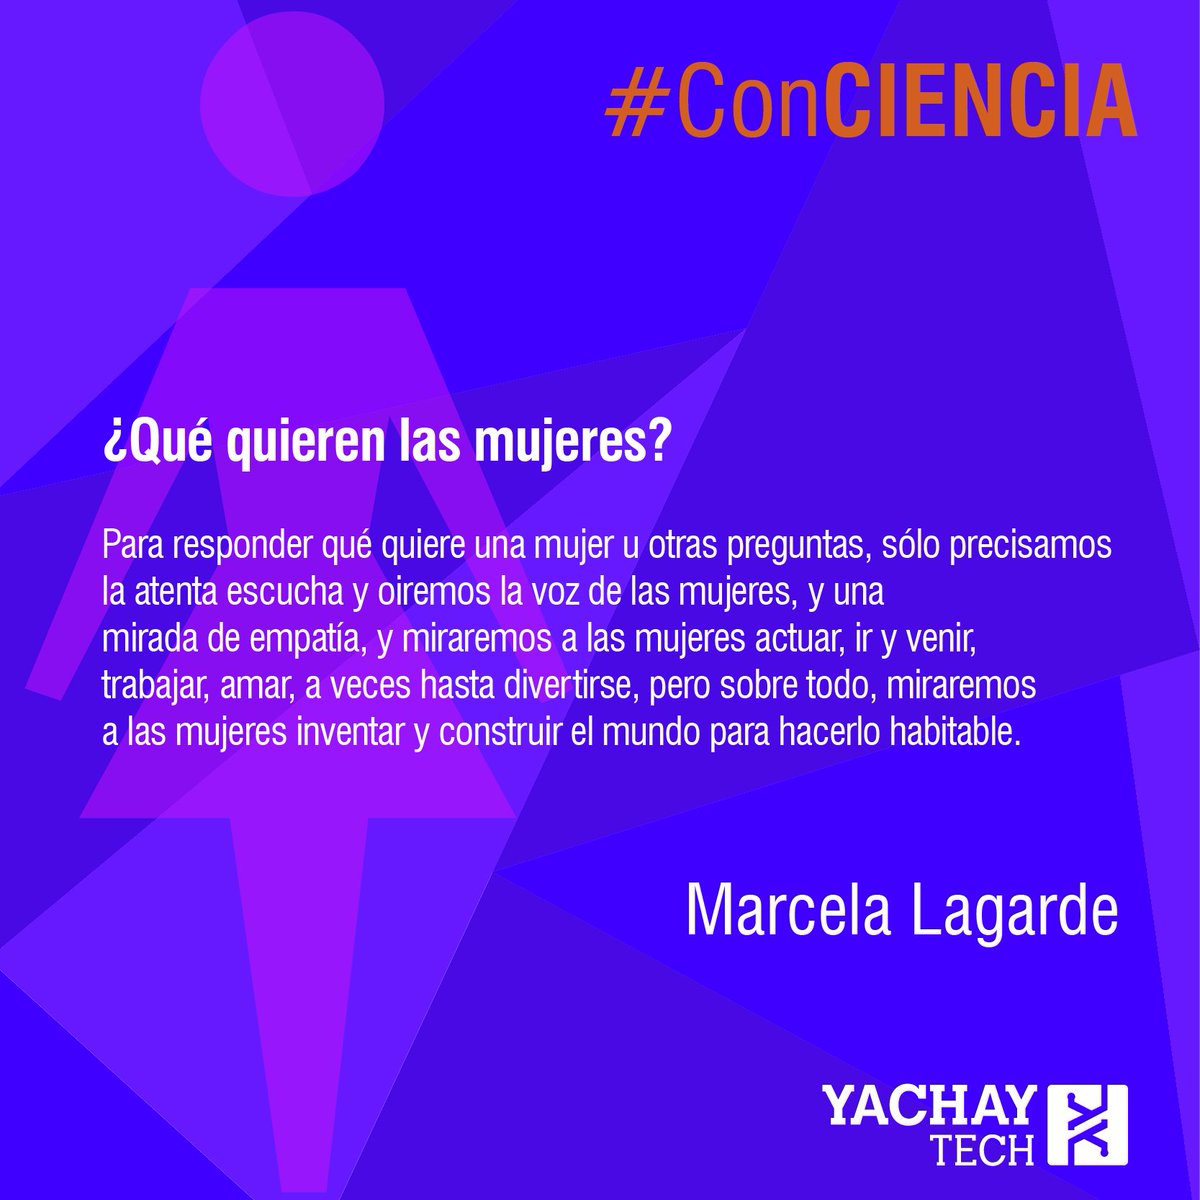 #ConCIENCIA
¿Qué quieren las mujeres?
Para responder qué quiere una mujer u otras preguntas, sólo precisamos
la atenta escucha y oiremos la voz de las mujeres, y una
mirada de empatía, y miraremos a las mujeres actuar, ir y venir,
trabajar, amar, a veces hasta divertirse, pero sobre todo, miraremos
a las mujeres inventar y construir el mundo para hacerlo habitable.
Marcela Lagarde
YACHAY
TECH